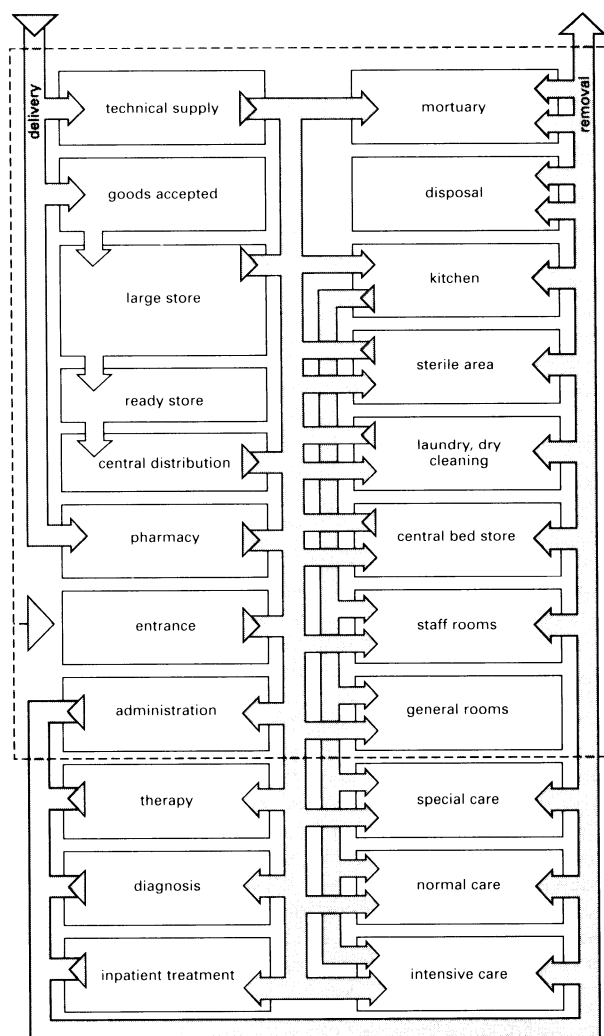 delivery
technical supply
goods accepted
large store
ready store
central distribution
pharmacy
entrance
administration
therapy
diagnosis
inpatient treatment
removal
mortuary
disposal
kitchen
sterile area
laundry, dry
cleaning
central bed store
staff rooms
general rooms
special care
normal care
intensive care